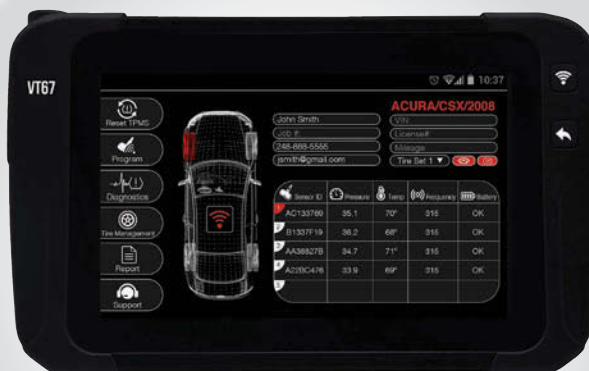 VT67
10:37
Reset TPMS
Program
Diagnostics
Tire Management
Report
Support
ACURA/CSX/2008
John Smith
VIN:
Job #:
License#:
248-888-5555
Mileage
jsmith@gmail.com
Tire Set 1 ▼
Sensor ID Pressure Temp Frequency Battery
1 AC133769 35.1 70° 315 OK
2 B1337F19 36.2 68° 315 OK
3 AA38827B 34.7 71° 315 OK
4 A22BC476 33.9 69° 315 OK
5